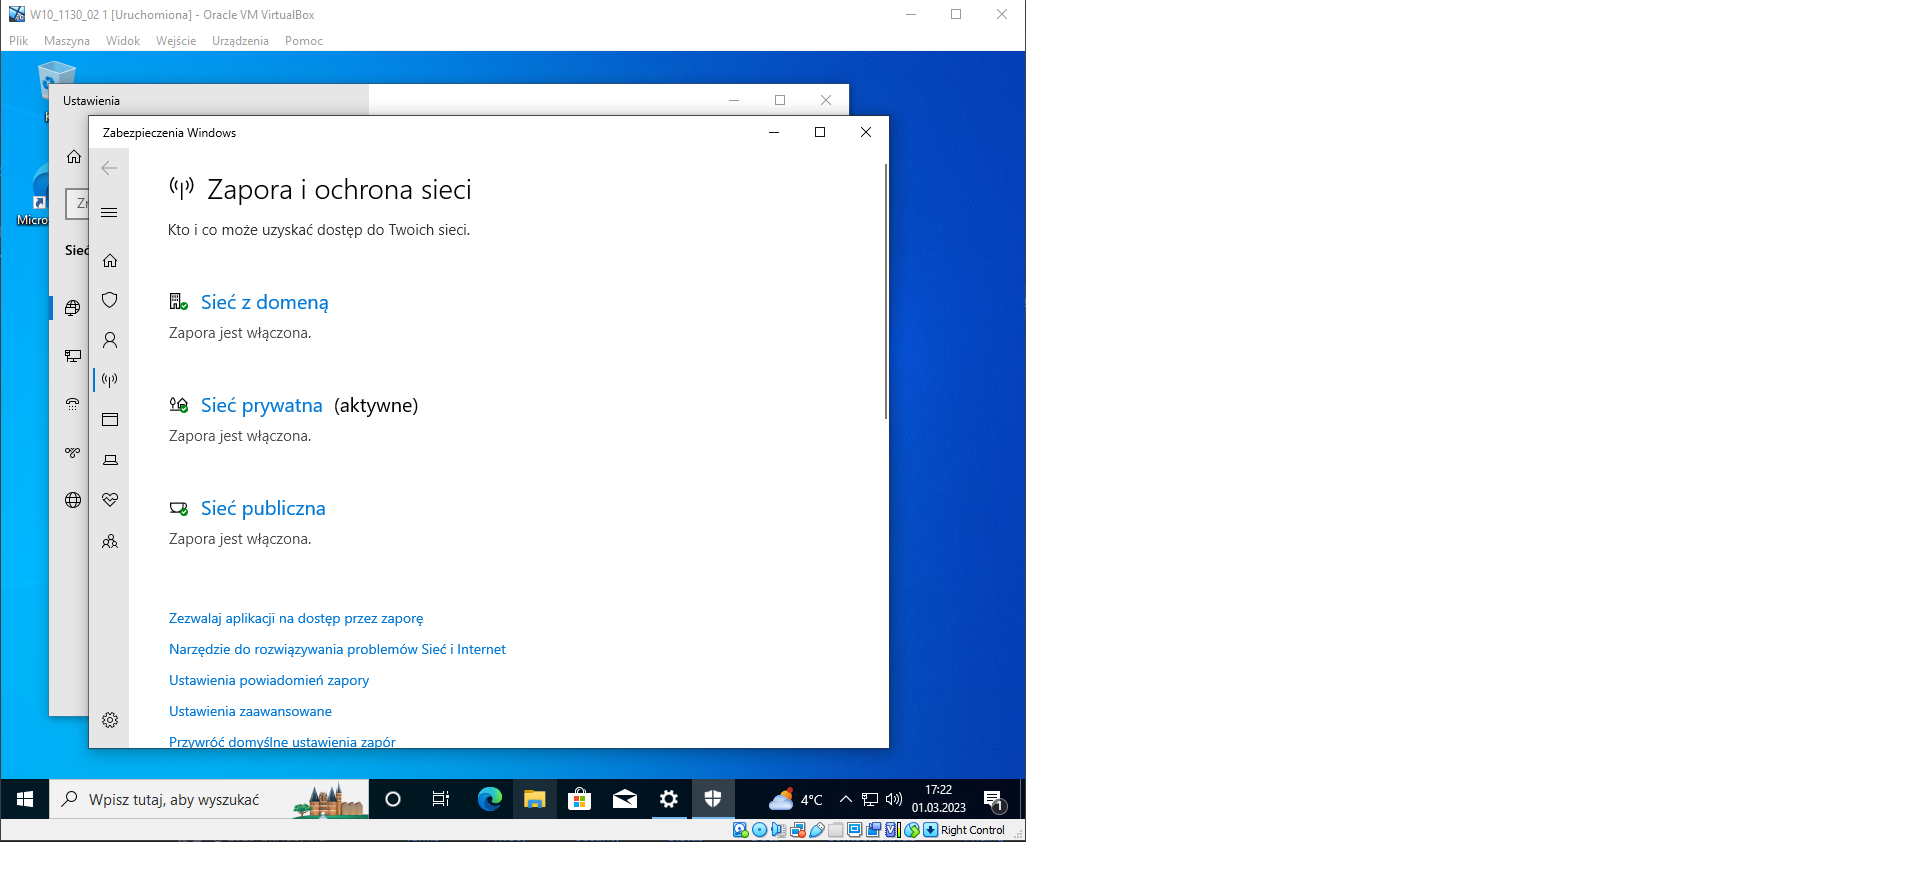 W10_1130_02 1 [Uruchomiona] - Oracle VM VirtualBox
Plik Maszyna Widok Wejście Urządzenia Pomoc
Ustawienia
Zabezpieczenia Windows
Zapora i ochrona sieci
Kto i co może uzyskać dostęp do Twoich sieci.
Sieć z domeną
Zapora jest włączona.
Sieć prywatna (aktywne)
Zapora jest włączona.
Sieć publiczna
Zapora jest włączona.
Zezwalaj aplikacji na dostęp przez zaporę
Narzędzie do rozwiązywania problemów Sieć i Internet
Ustawienia powiadomień zapory
Ustawienia zaawansowane
Przywróć domyślne ustawienia zapór
Zn
Sieć
Micro
Wpisz tutaj, aby wyszukać
4°C
17:22
01.03.2023
1
Right Control